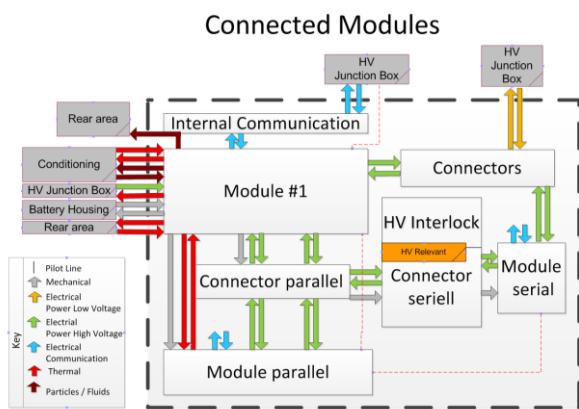 Connected Modules
HV
Junction Box
HV
Junction
Box
Rear area
Internal Communication
Conditioning
HV Junction Box
Battery Housing
Rear area
Module #1
Connectors
HV Interlock
HV Relevant
Connector
seriell
Module
serial
Connector parallel
Module parallel
Key
Pilot Line
Mechanical
Electrical
Power Low Voltage
Electrial
Power High Voltage
Electrical
Communication
Thermal
Particles / Fluids